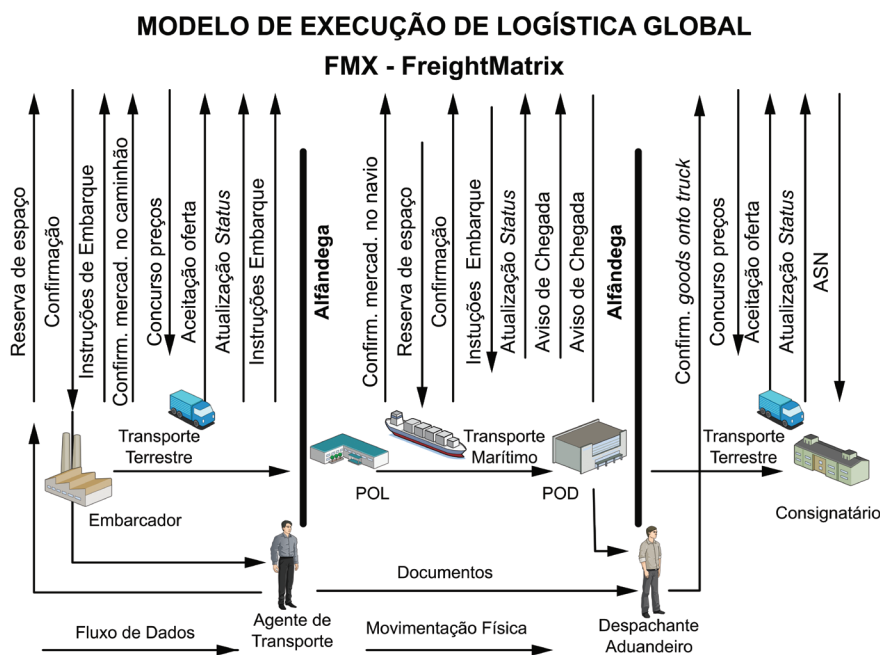 MODELO DE EXECUÇÃO DE LOGÍSTICA GLOBAL
FMX - FreightMatrix
Reserva de espaço
Confirmação
Instruções de Embarque
Confirm. mercad. no caminhão
Concurso preços
Aceitação oferta
Atualização Status
Instruções Embarque
Alfândega
Confirm. mercad. no navio
Reserva de espaço
Confirmação
Instuções Embarque
Atualização Status
Aviso de Chegada
Aviso de Chegada
Alfândega
Confirm. goods onto truck
Concurso preços
Aceitação oferta
Atualização Status
ASN
Transporte
Terrestre
Transporte
Marítimo
Transporte
Terrestre
Embarcador
POL
POD
Consignatário
Documentos
Agente de
Transporte
Despachante
Aduandeiro
Fluxo de Dados
Movimentação Física